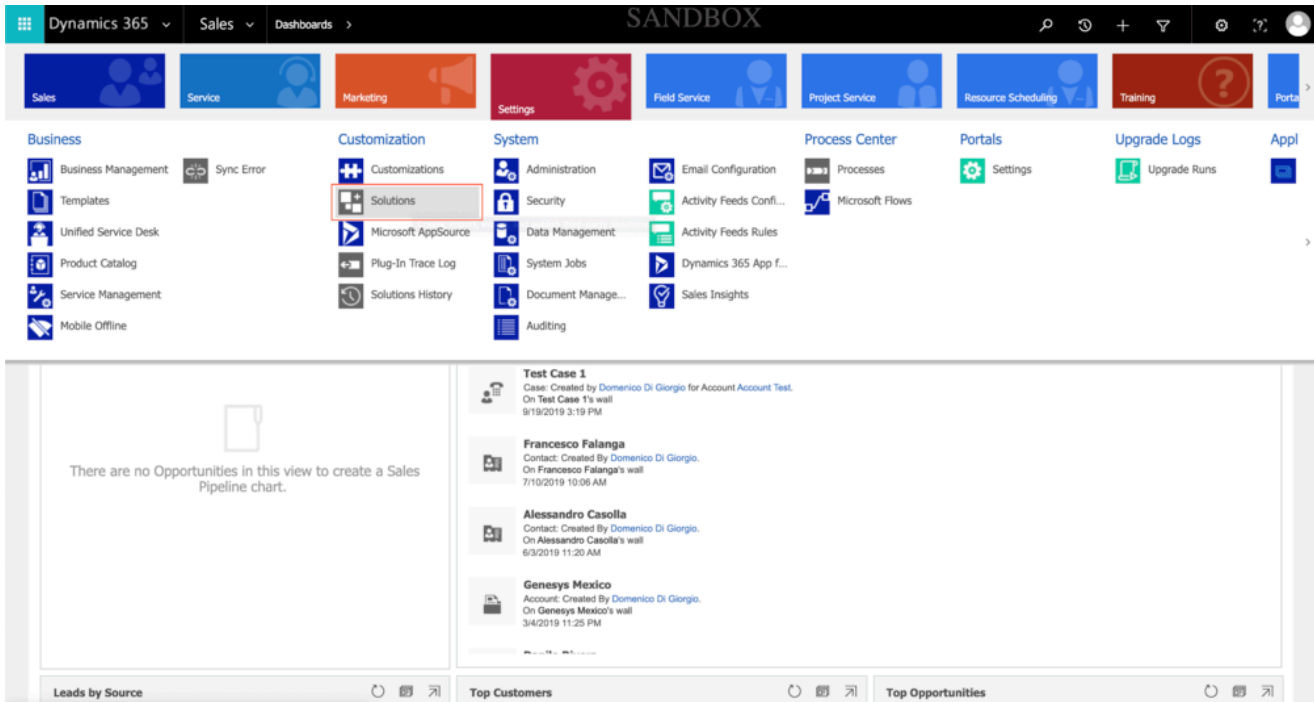 Dynamics 365 Sales Dashboards >
SANDBOX
Sales
Service
Marketing
Settings
Field Service
Project Service
Resource Scheduling
Training
Porta
Business
Business Management
Sync Error
Templates
Unified Service Desk
Product Catalog
Service Management
Mobile Offline
Customization
Customizations
Solutions
Microsoft AppSource
Plug-In Trace Log
Solutions History
System
Administration
Security
Data Management
System Jobs
Document Manage...
Auditing
Email Configuration
Activity Feeds Confi...
Activity Feeds Rules
Dynamics 365 App f...
Sales Insights
Process Center
Processes
Microsoft Flows
Portals
Settings
Upgrade Logs
Upgrade Runs
Appl
There are no Opportunities in this view to create a Sales
Pipeline chart.
Test Case 1
Case: Created by Domenico Di Giorgio for Account Account Test.
On Test Case 1's wall
9/19/2019 3:19 PM
Francesco Falanga
Contact: Created By Domenico Di Giorgio.
On Francesco Falanga's wall
7/10/2019 10:06 AM
Alessandro Casolla
Contact: Created By Domenico Di Giorgio.
On Alessandro Casolla's wall
6/3/2019 11:20 AM
Genesys Mexico
Account: Created By Domenico Di Giorgio.
On Genesys Mexico's wall
3/4/2019 11:25 PM
Leads by Source
Top Customers
Top Opportunities